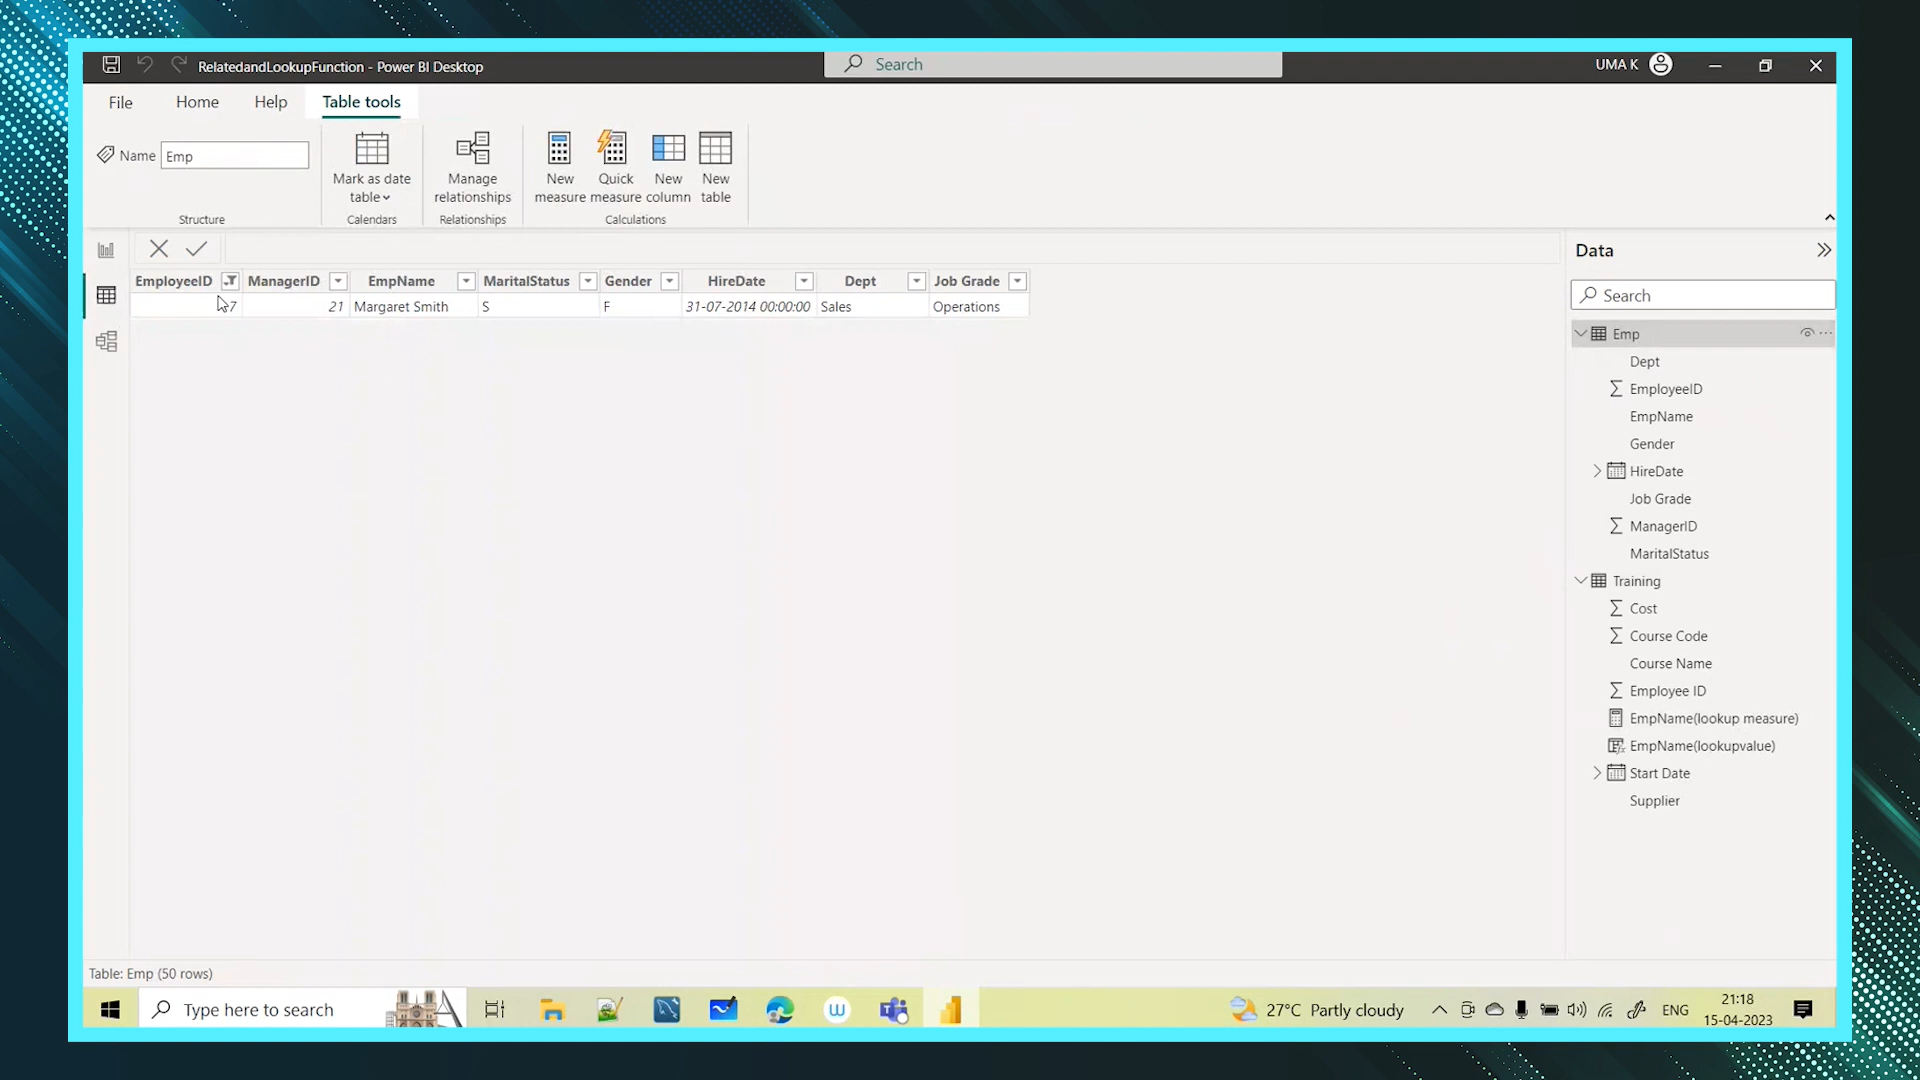 RelatedandLookupFunction - Power BI Desktop
Search
UMA K
File
Home
Help
Table tools
Name
Emp
Mark as date
table
Manage
relationships
New
measure
Quick
measure
New
column
New
table
Structure
Calendars
Relationships
Calculations
EmployeeID ManagerID EmpName MaritalStatus Gender HireDate Dept Job Grade
7 21 Margaret Smith S F 31-07-2014 00:00:00 Sales Operations
Data
Search
Emp
Dept
EmployeeID
EmpName
Gender
HireDate
Job Grade
ManagerID
MaritalStatus
Training
Cost
Course Code
Course Name
Employee ID
EmpName(lookup measure)
EmpName(lookupvalue)
Start Date
Supplier
Table: Emp (50 rows)
Type here to search
27°C Partly cloudy
ENG
21:18
15-04-2023